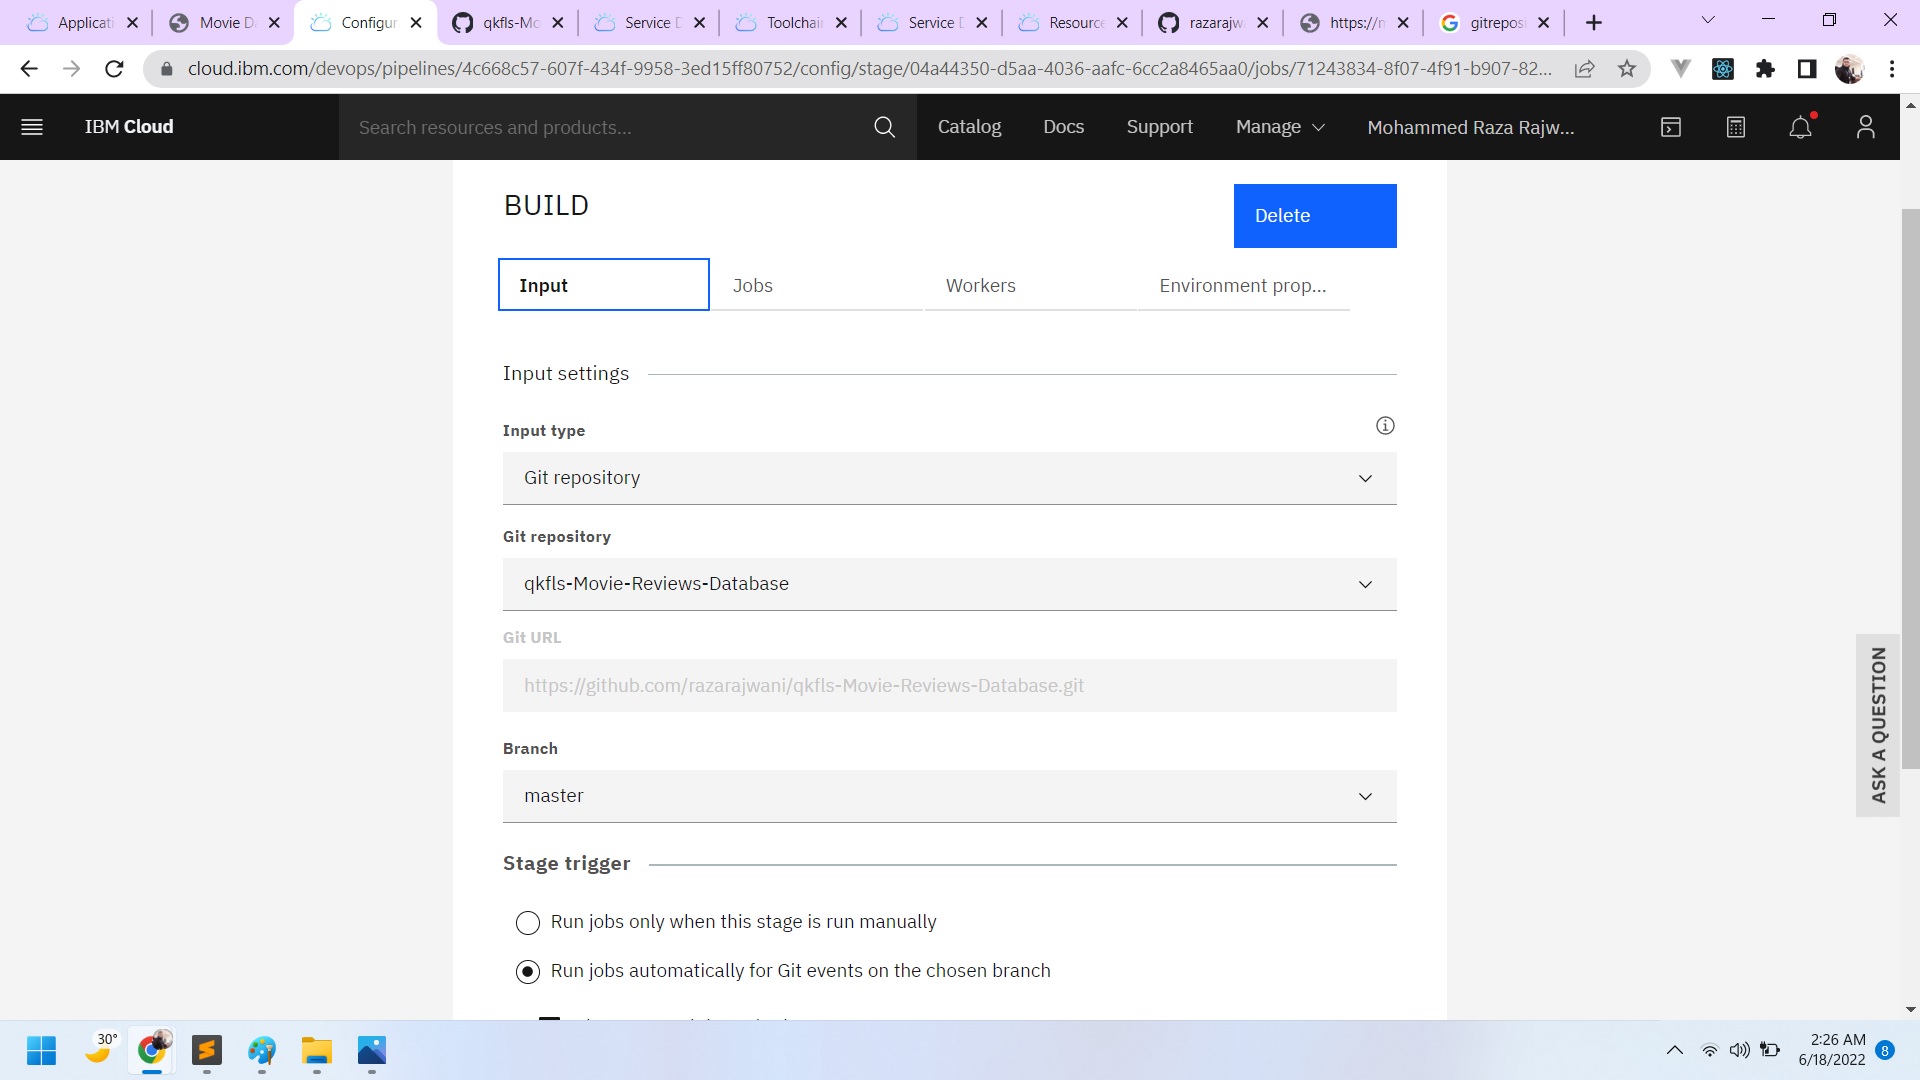 Applicati
Movie D
Configur
qkfls-Mo
Service D
Toolchai
Service D
Resource
razarajw
https://n
gitrepos
cloud.ibm.com/devops/pipelines/4c668c57-607f-434f-9958-3ed15ff80752/config/stage/04a44350-d5aa-4036-aafc-6cc2a8465aa0/jobs/71243834-8f07-4f91-b907-82...
IBM Cloud
Search resources and products...
Catalog
Docs
Support
Manage
Mohammed Raza Rajw...
BUILD
Delete
Input
Jobs
Workers
Environment prop...
Input settings
Input type
Git repository
Git repository
qkfls-Movie-Reviews-Database
Git URL
https://github.com/razarajwani/qkfls-Movie-Reviews-Database.git
Branch
master
Stage trigger
Run jobs only when this stage is run manually
Run jobs automatically for Git events on the chosen branch
ASK A QUESTION
30°
2:26 AM
6/18/2022
8